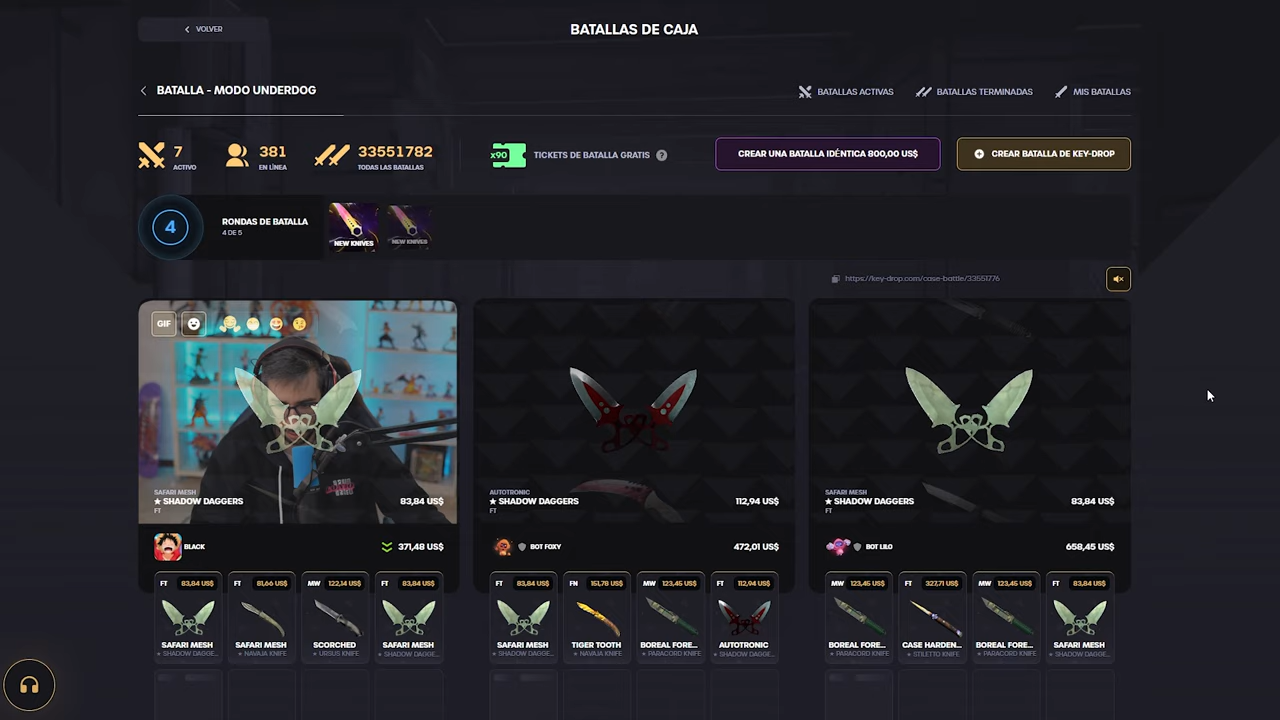 VOLVER
BATALLAS DE CAJA
BATALLA - MODO UNDERDOG
BATALLAS ACTIVAS
BATALLAS TERMINADAS
MIS BATALLAS
7
ACTIVO
381
EN LÍNEA
33551782
TODAS LAS BATALLAS
x90
TICKETS DE BATALLA GRATIS ?
CREAR UNA BATALLA IDÉNTICA 800,00 US$
CREAR BATALLA DE KEY-DROP
4
RONDAS DE BATALLA
4 DE 5
NEW KNIVES
NEW KNIVES
https://key-drop.com/case-battle/33551776
GIF
SAFARI MESH
★ SHADOW DAGGERS
83,84 US$
FT
AUTOTRONIC
★ SHADOW DAGGERS
112,94 US$
FT
SAFARI MESH
★ SHADOW DAGGERS
83,84 US$
FT
BLACK
371,48 US$
BOT FOXY
472,01 US$
BOT LILO
658,45 US$
FT 83,84 US$
SAFARI MESH
★ SHADOW DAGGE...
FT 81,66 US$
SAFARI MESH
★ NAVAJA KNIFE
MW 122,14 US$
SCORCHED
★ URSUS KNIFE
FT 83,84 US$
SAFARI MESH
★ SHADOW DAGGE...
FT 83,84 US$
SAFARI MESH
★ SHADOW DAGGE...
FN 151,78 US$
TIGER TOOTH
★ NAVAJA KNIFE
MW 123,45 US$
BOREAL FORE...
★ PARACORD KNIFE
FT 112,94 US$
AUTOTRONIC
★ SHADOW DAGGE...
MW 123,45 US$
BOREAL FORE...
★ PARACORD KNIFE
FT 327,71 US$
CASE HARDEN...
★ STILETTO KNIFE
MW 123,45 US$
BOREAL FORE...
★ PARACORD KNIFE
FT 83,84 US$
SAFARI MESH
★ SHADOW DAGGE...